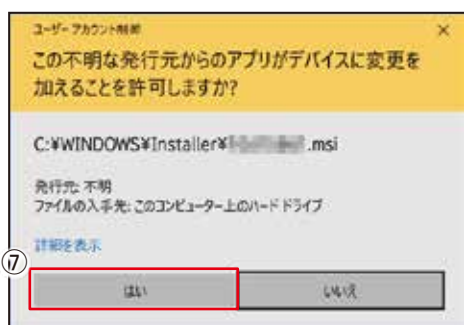 ユーザー アカウント制御
×
この不明な発行元からのアプリがデバイスに変更を
加えることを許可しますか?
C:¥WINDOWS¥Installer¥ .msi
発行元: 不明
ファイルの入手先: このコンピューター上のハード ドライブ
詳細を表示
⑰
はい
いいえ